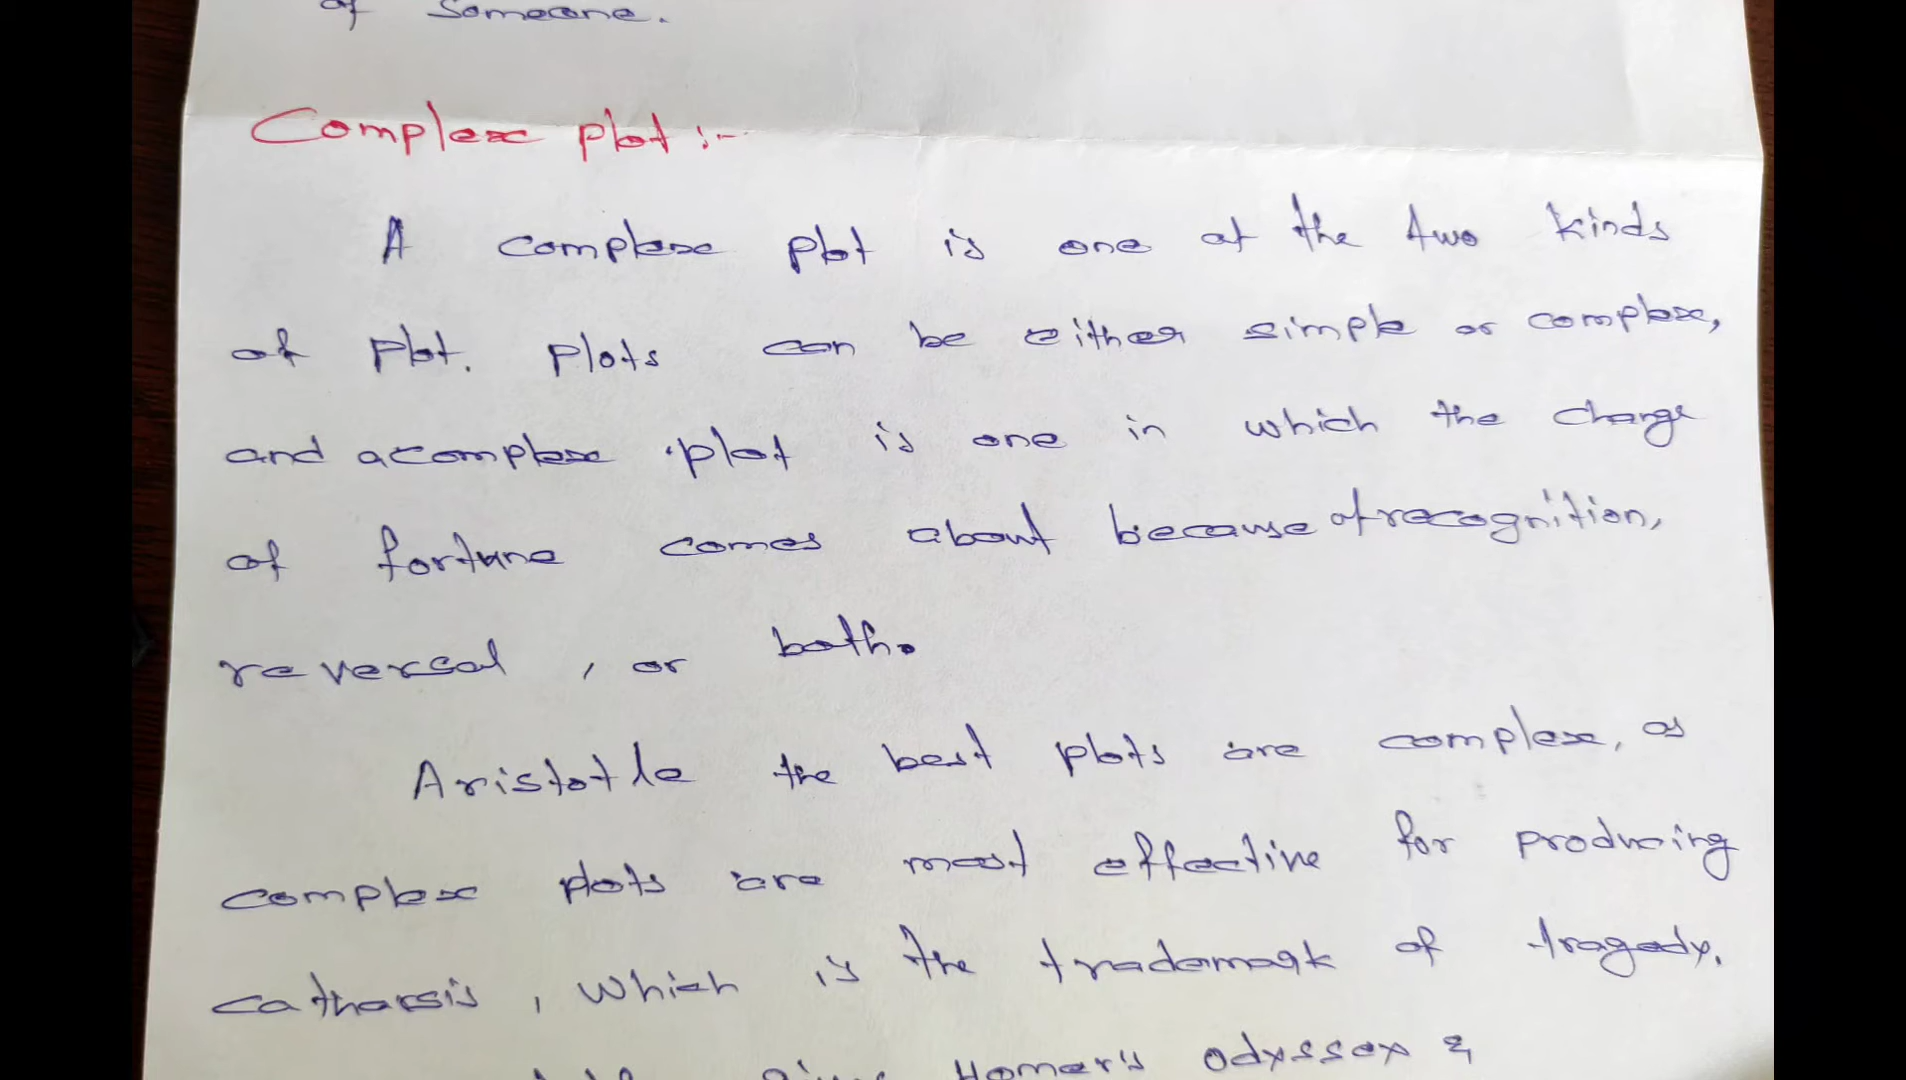 of someone.
Complex plot :-
A complex plot is one of the two kinds
of plot. plots can be either simple or complex,
and a complex plot is one in which the change
of fortune comes about because of recognition,
reversal, or both.
Aristotle the best plots are complex, as
complex plots are most effective for producing
catharsis, which is the trademark of tragedy.
Homer's odyssey &